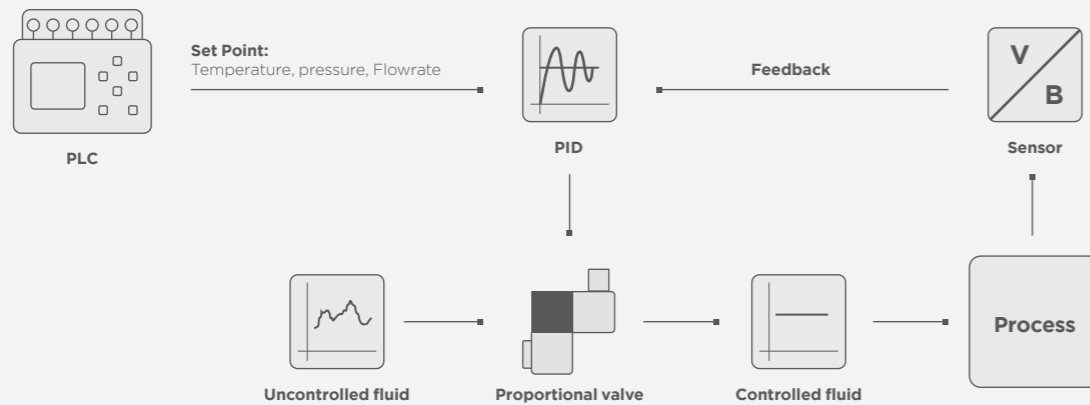 Set Point:
Temperature, pressure, Flowrate
Feedback
V
B
PLC
PID
Sensor
Process
Uncontrolled fluid
Proportional valve
Controlled fluid